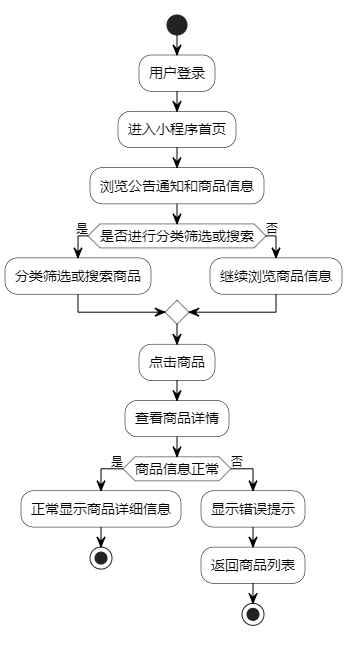 用户登录
进入小程序首页
浏览公告通知和商品信息
是
是否进行分类筛选或搜索
否
分类筛选或搜索商品
继续浏览商品信息
点击商品
查看商品详情
是
商品信息正常
否
正常显示商品详细信息
显示错误提示
返回商品列表